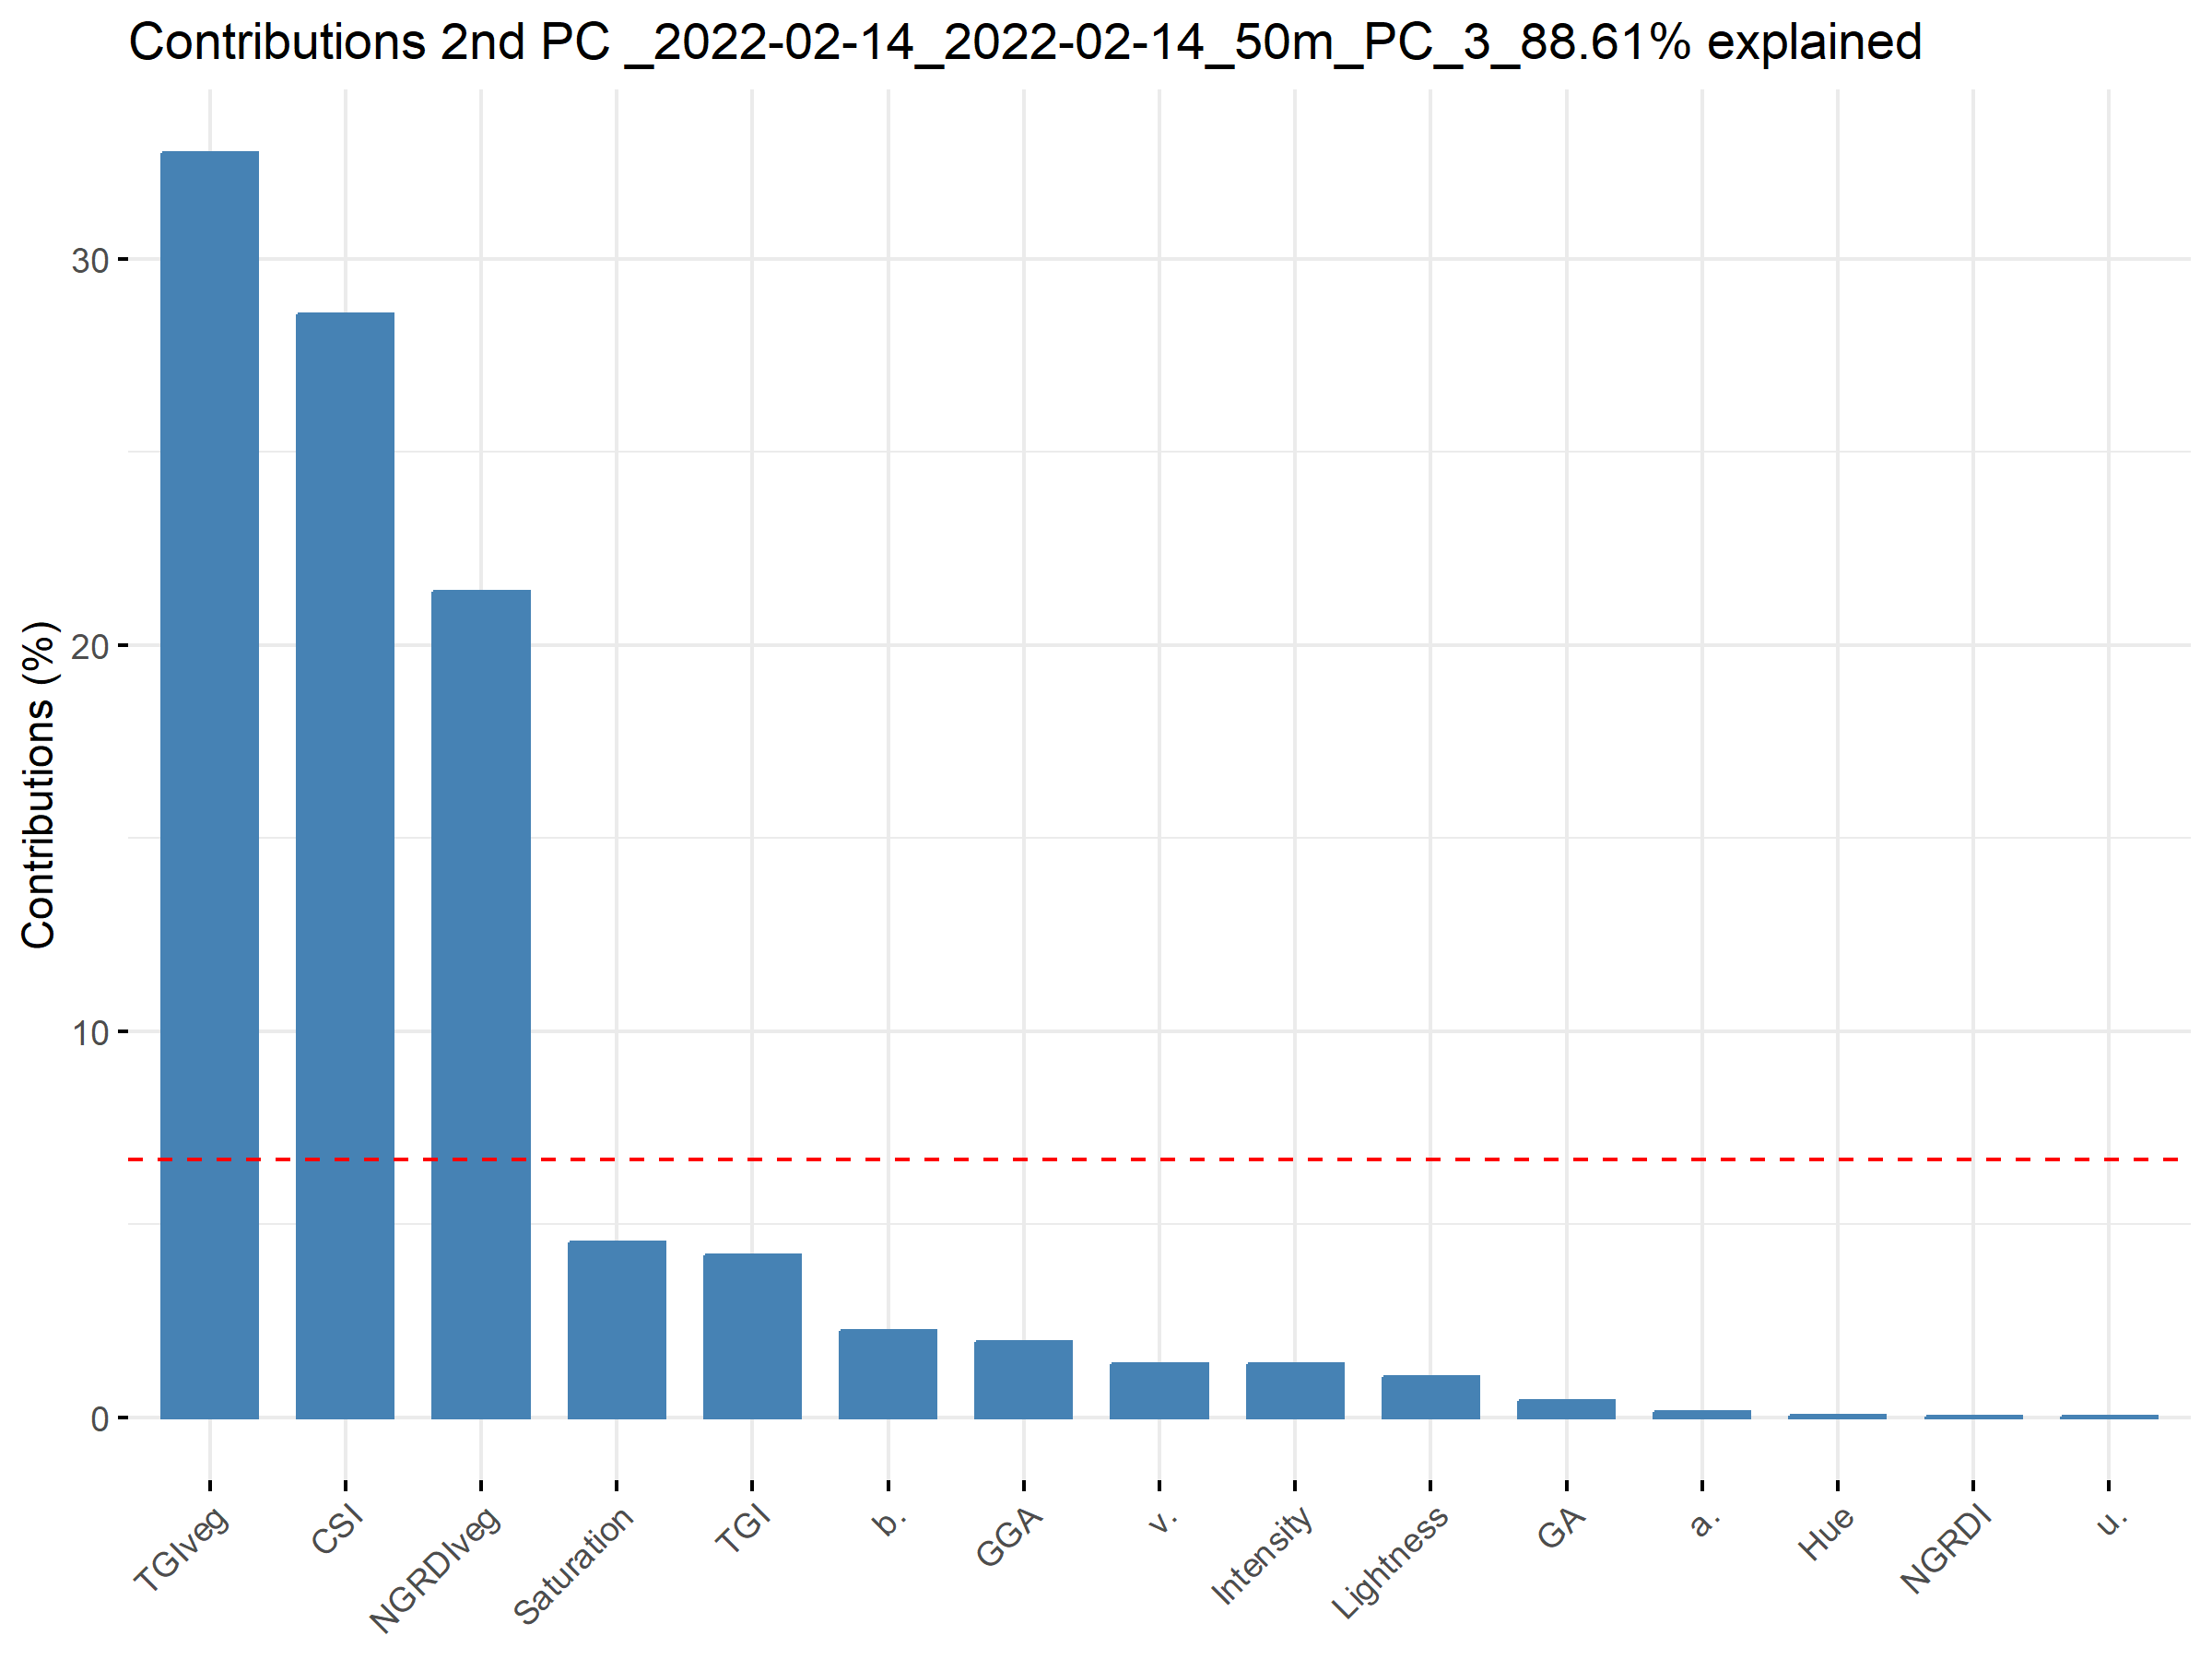 Contributions 2nd PC _2022-02-14_2022-02-14_50m_PC_3_88.61% explained
Contributions (%)
30
20
10
0
TGIveg
CSI
NGRDIveg
Saturation
TGI
b.
GGA
v.
Intensity
Lightness
GA
a.
Hue
NGRDI
u.